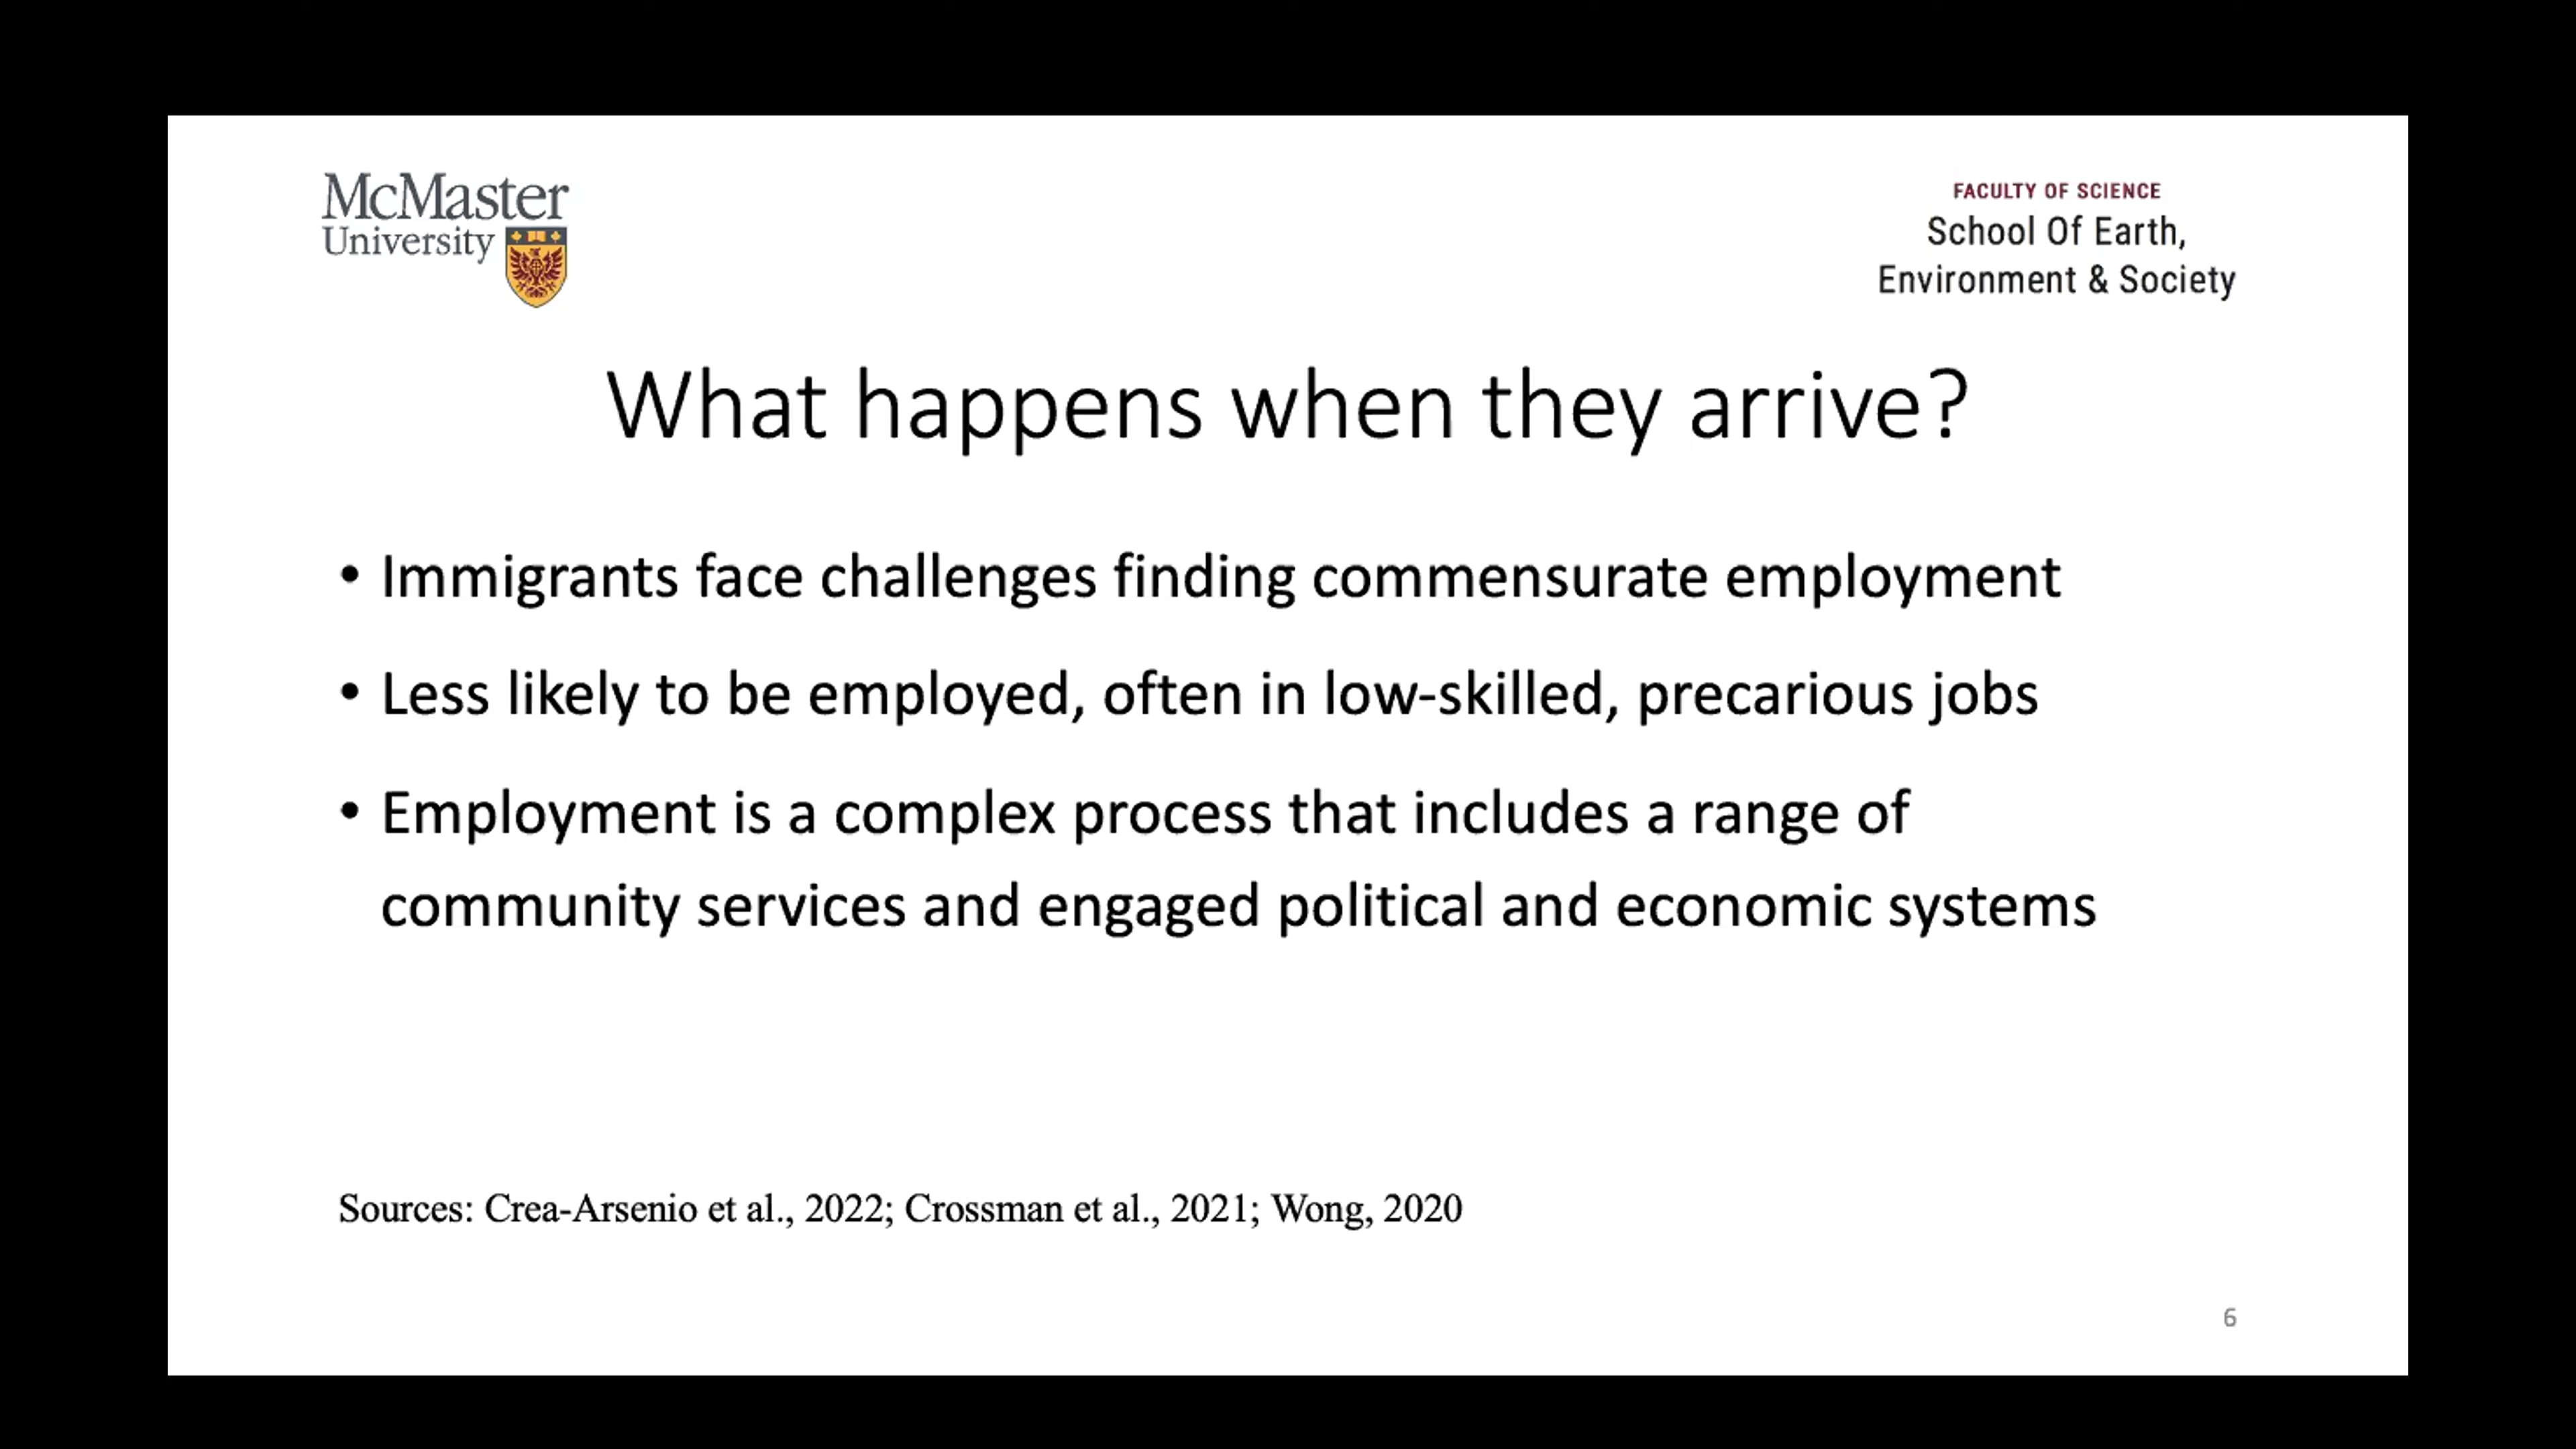 McMaster
University
FACULTY OF SCIENCE
School Of Earth,
Environment & Society
What happens when they arrive?
• Immigrants face challenges finding commensurate employment
• Less likely to be employed, often in low-skilled, precarious jobs
• Employment is a complex process that includes a range of
community services and engaged political and economic systems
Sources: Crea-Arsenio et al., 2022; Crossman et al., 2021; Wong, 2020
6